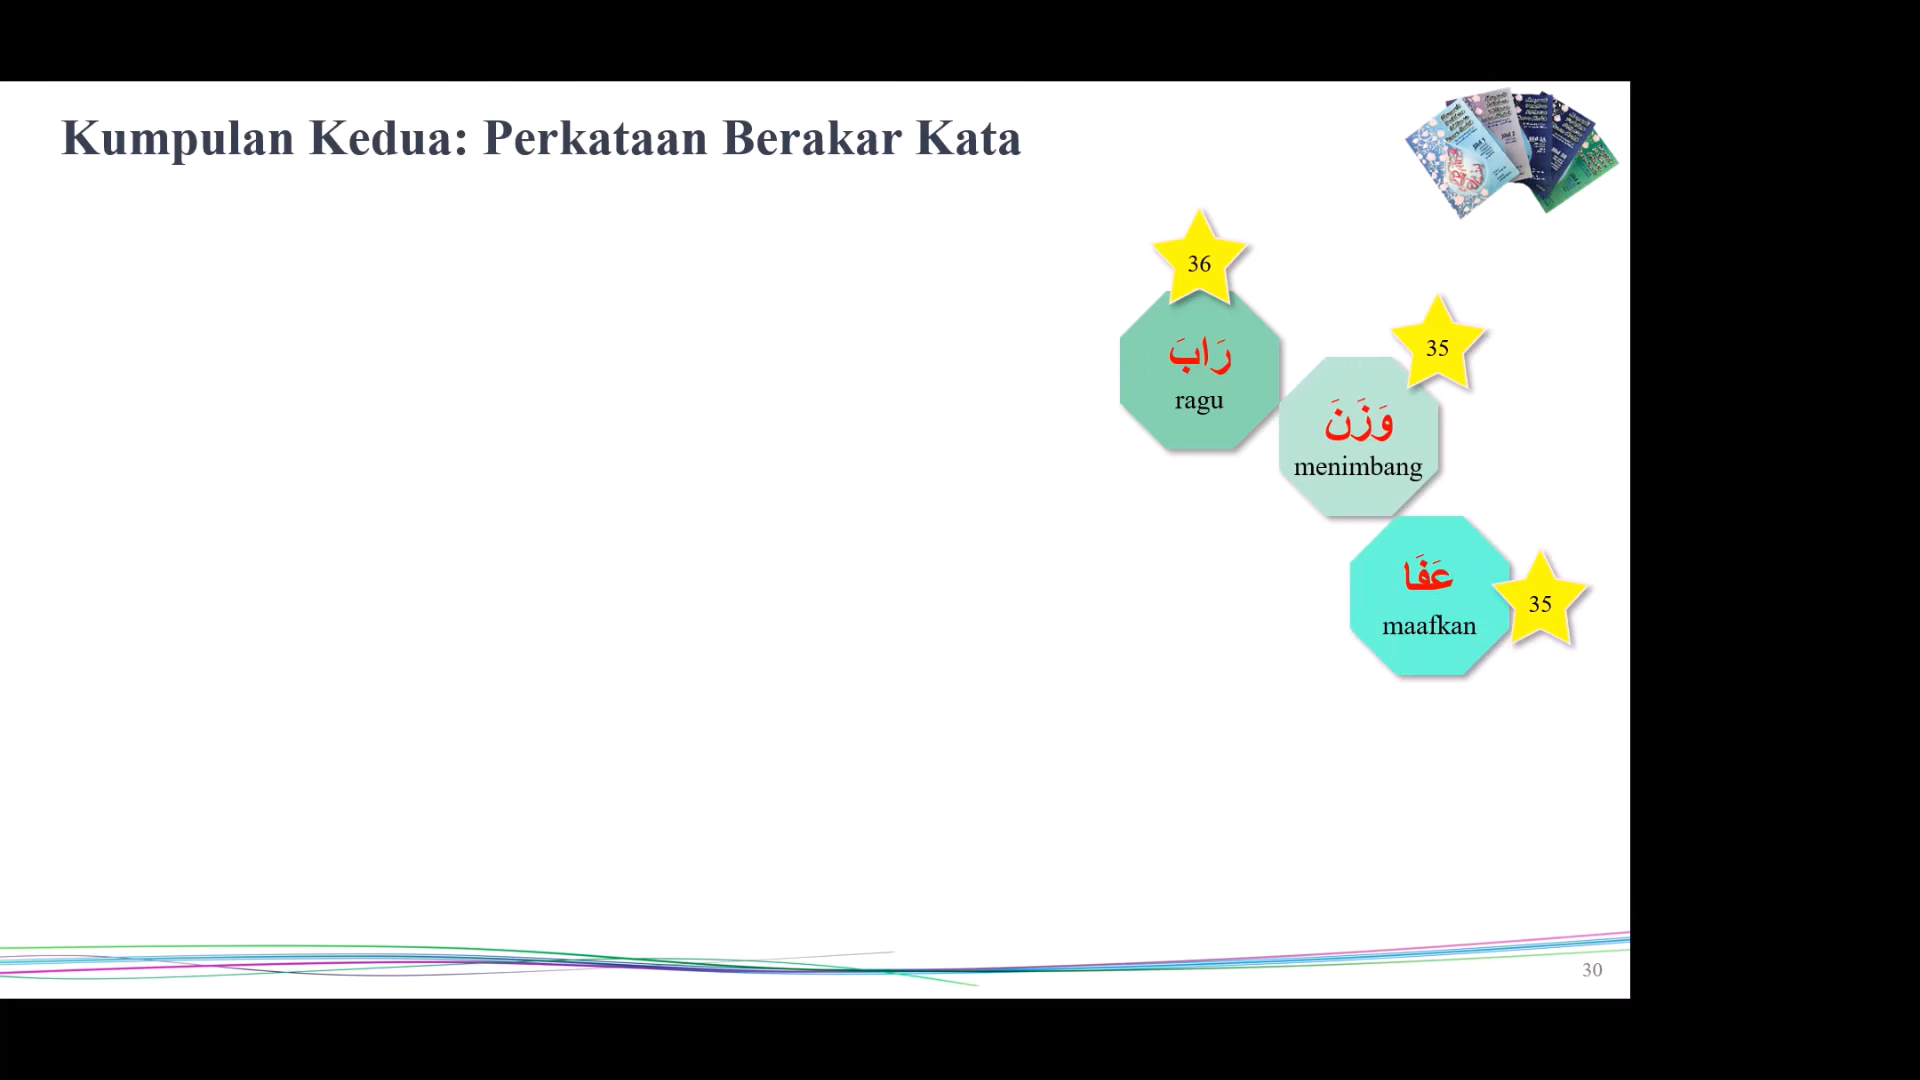 Kumpulan Kedua: Perkataan Berakar Kata
36
رَابَ
ragu
35
وَزَنَ
menimbang
عَفَا
maafkan
35
30